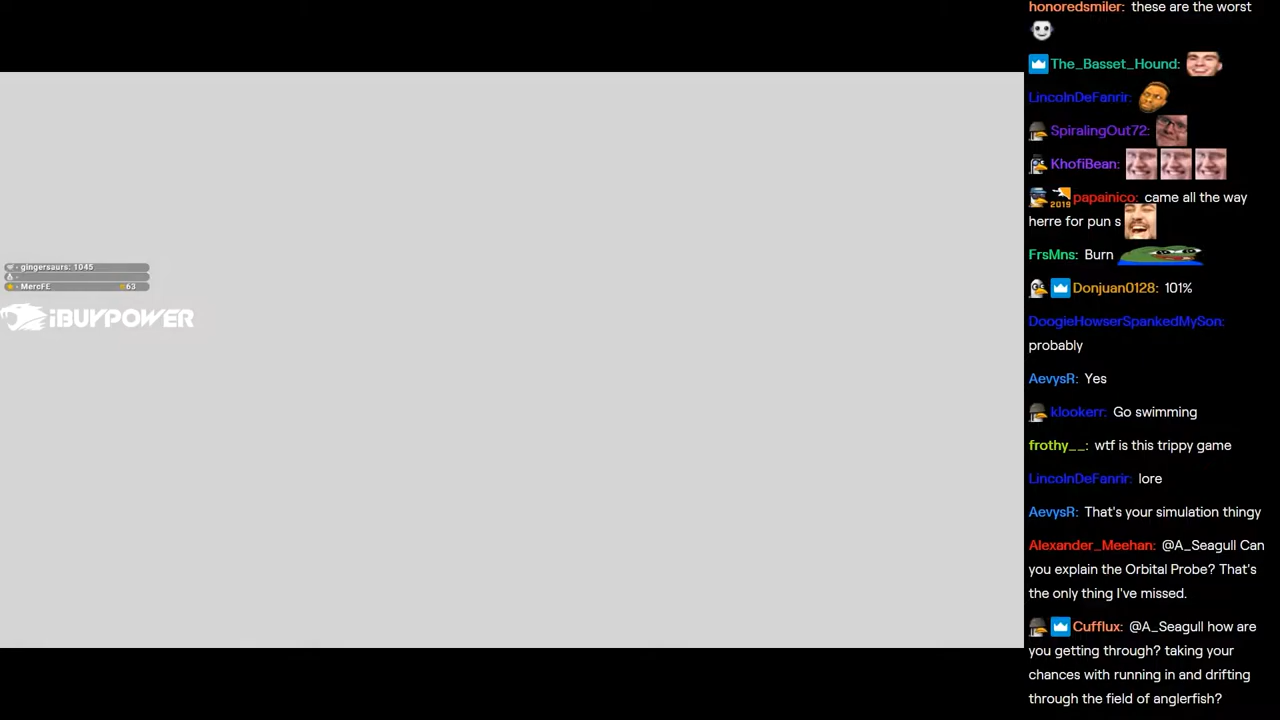 honoredsmiler: these are the worst
The_Basset_Hound:
LincolnDeFanrir:
SpiralingOut72:
KhofiBean:
2019 papainico: came all the way
herre for pun s
FrsMns: Burn
Donjuan0128: 101%
DoogieHowserSpankedMySon:
probably
AevysR: Yes
klookerr: Go swimming
frothy__: wtf is this trippy game
LincolnDeFanrir: lore
AevysR: That's your simulation thingy
Alexander_Meehan: @A_Seagull Can
you explain the Orbital Probe? That's
the only thing I've missed.
Cufflux: @A_Seagull how are
you getting through? taking your
chances with running in and drifting
through the field of anglerfish?
- gingersaurs: 1045
-
- MercFE 63
iBUYPOWER